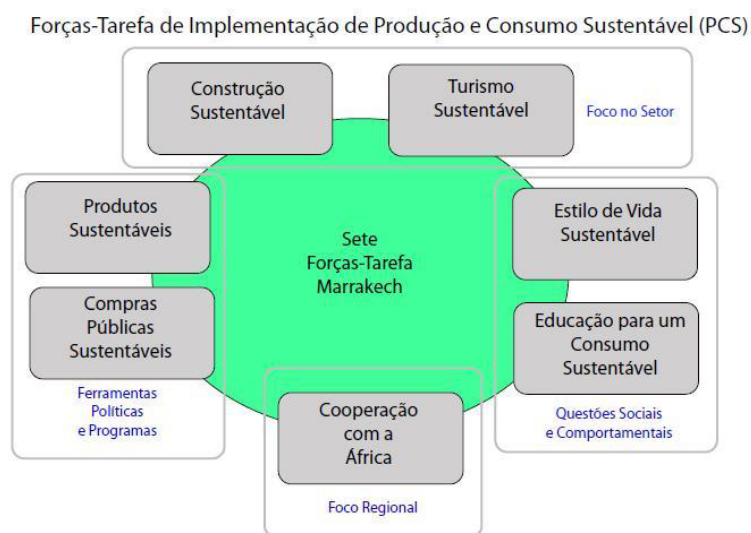 Forças-Tarefa de Implementação de Produção e Consumo Sustentável (PCS)
Construção
Sustentável
Turismo
Sustentável
Foco no Setor
Produtos
Sustentáveis
Compras
Públicas
Sustentáveis
Ferramentas
Políticas
e Programas
Sete
Forças-Tarefa
Marrakech
Estilo de Vida
Sustentável
Educação para um
Consumo
Sustentável
Questões Sociais
e Comportamentais
Cooperação
com a
África
Foco Regional